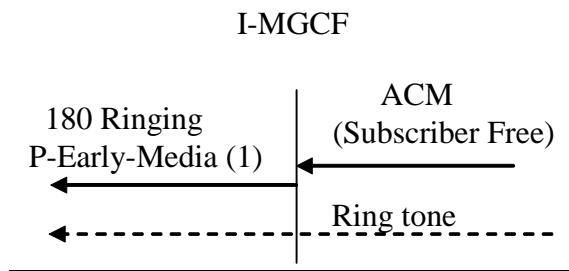 I-MGCF
180 Ringing
P-Early-Media (1)
ACM
(Subscriber Free)
Ring tone